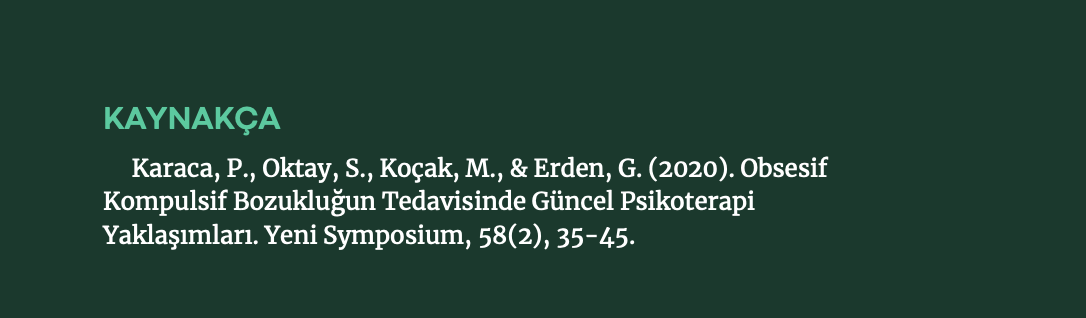 KAYNAKÇA
Karaca, P., Oktay, S., Koçak, M., & Erden, G. (2020). Obsesif
Kompulsif Bozukluğun Tedavisinde Güncel Psikoterapi
Yaklaşımları. Yeni Symposium, 58(2), 35-45.